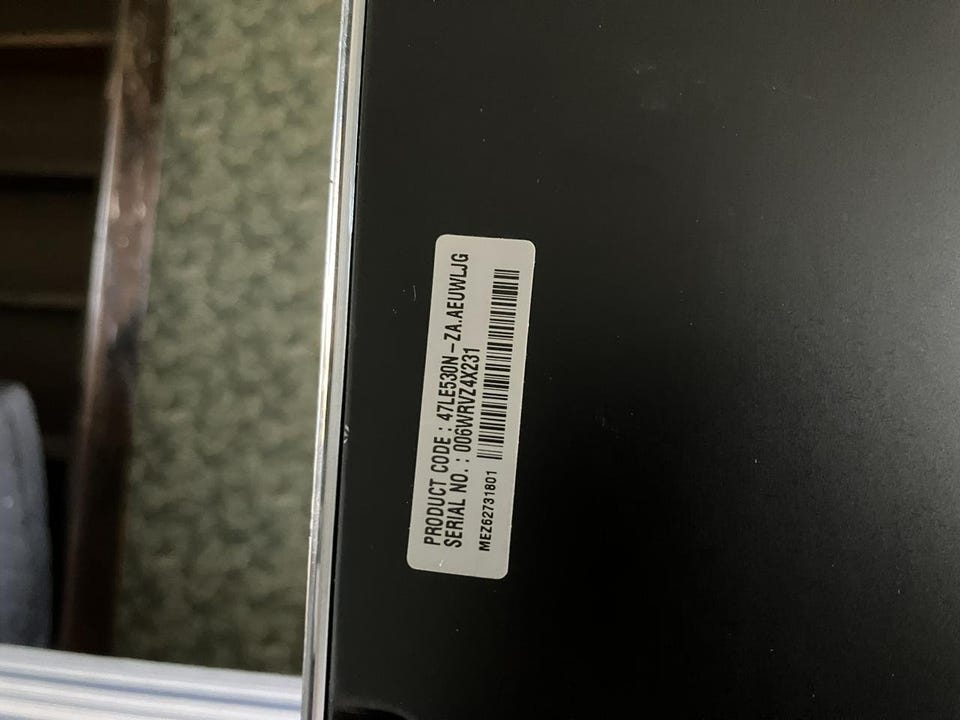 PRODUCT CODE : 47LE530N-ZA.AEUWLJG
SERIAL NO. : 006WRVZ4X231
MEZ62731801